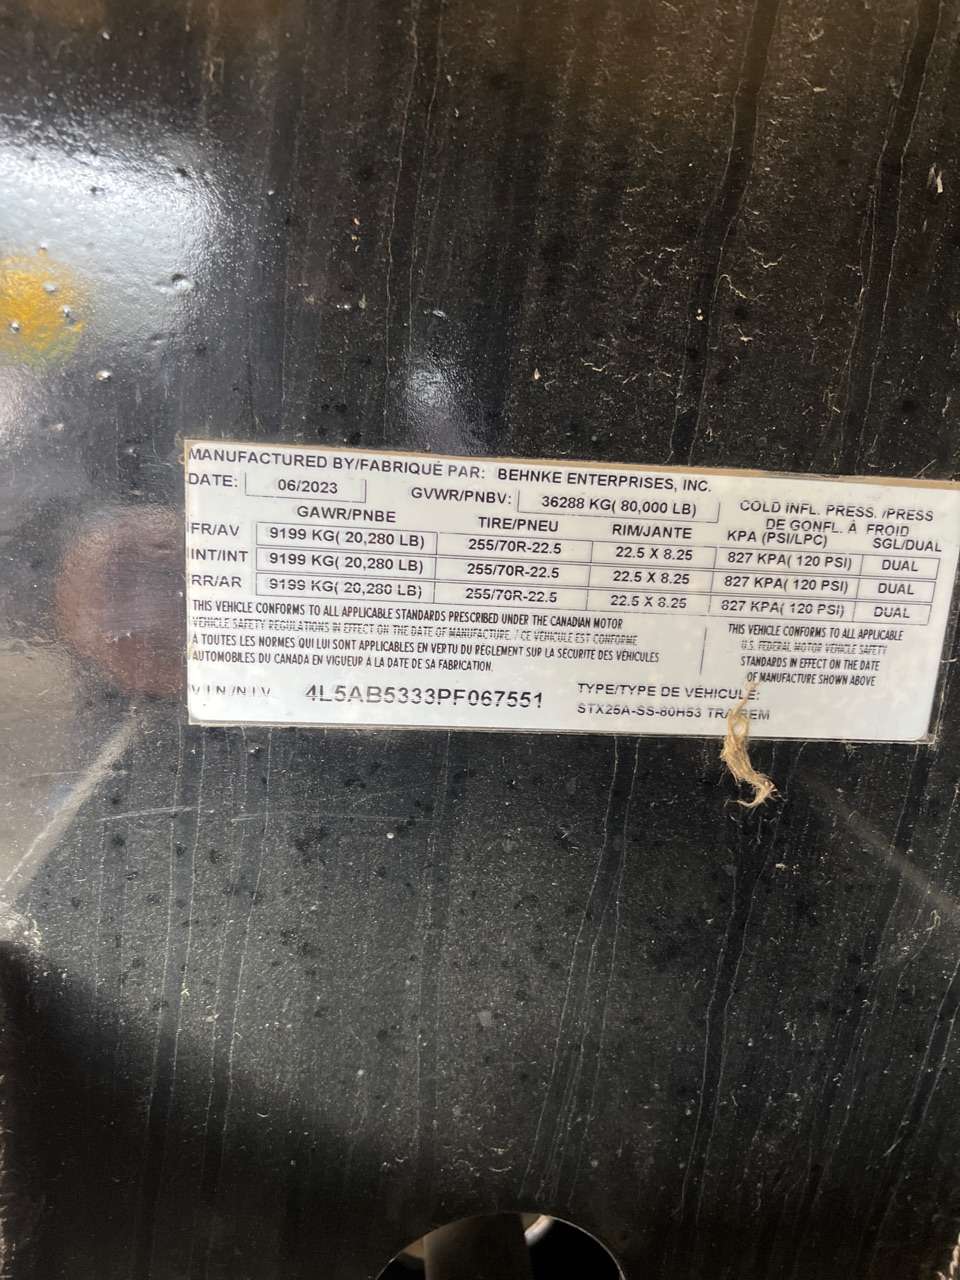 MANUFACTURED BY/FABRIQUÉ PAR: BEHNKE ENTERPRISES, INC.
DATE: 06/2023 GVWR/PNBV: 36288 KG( 80,000 LB)
COLD INFL. PRESS. /PRESS
DE GONFL. À FROID
GAWR/PNBE TIRE/PNEU RIM/JANTE KPA (PSI/LPC) SGL/DUAL
FR/AV 9199 KG( 20,280 LB) 255/70R-22.5 22.5 X 8.25 827 KPA( 120 PSI) DUAL
INT/INT 9199 KG( 20,280 LB) 255/70R-22.5 22.5 X 8.25 827 KPA( 120 PSI) DUAL
RR/AR 9199 KG( 20,280 LB) 255/70R-22.5 22.5 X 8.25 827 KPA( 120 PSI) DUAL
THIS VEHICLE CONFORMS TO ALL APPLICABLE STANDARDS PRESCRIBED UNDER THE CANADIAN MOTOR
VEHICLE SAFETY REGULATIONS IN EFFECT ON THE DATE OF MANUFACTURE. / CE VÉHICULE EST CONFORME
À TOUTES LES NORMES QUI LUI SONT APPLICABLES EN VERTU DU RÈGLEMENT SUR LA SÉCURITÉ DES VÉHICULES
AUTOMOBILES DU CANADA EN VIGUEUR À LA DATE DE SA FABRICATION.
THIS VEHICLE CONFORMS TO ALL APPLICABLE
U.S. FEDERAL MOTOR VEHICLE SAFETY
STANDARDS IN EFFECT ON THE DATE
OF MANUFACTURE SHOWN ABOVE
V.I.N./N.I.V. 4L5AB5333PF067551
TYPE/TYPE DE VÉHICULE:
STX25A-SS-80H53 TRA/REM